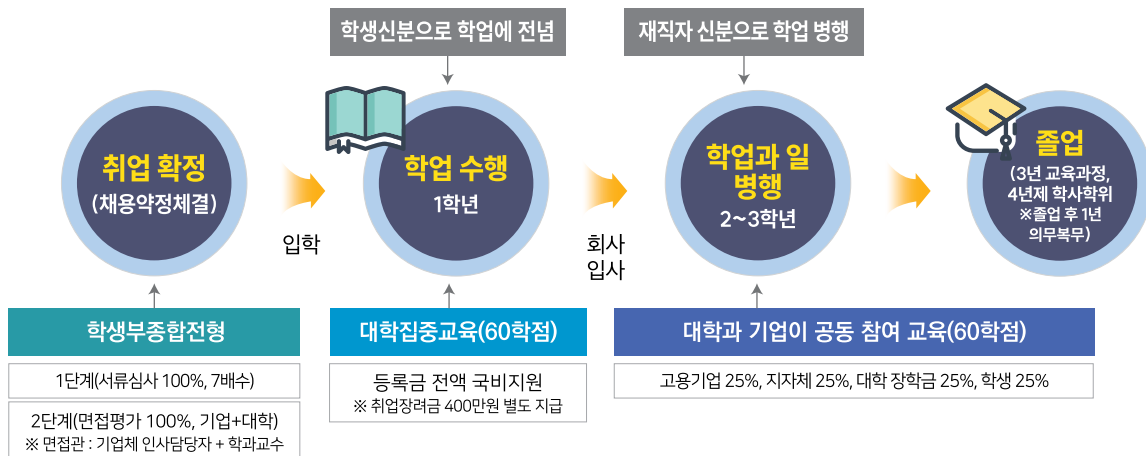 학생신분으로 학업에 전념
재직자 신분으로 학업 병행
취업 확정
(채용약정체결)
입학
학업 수행
1학년
회사
입사
학업과 일
병행
2~3학년
졸업
(3년 교육과정,
4년제 학사학위
※졸업 후 1년
의무복무)
학생부종합전형
1단계(서류심사 100%, 7배수)
2단계(면접평가 100%, 기업+대학)
※ 면접관 : 기업체 인사담당자 + 학과교수
대학집중교육(60학점)
등록금 전액 국비지원
※ 취업장려금 400만원 별도 지급
대학과 기업이 공동 참여 교육(60학점)
고용기업 25%, 지자체 25%, 대학 장학금 25%, 학생 25%